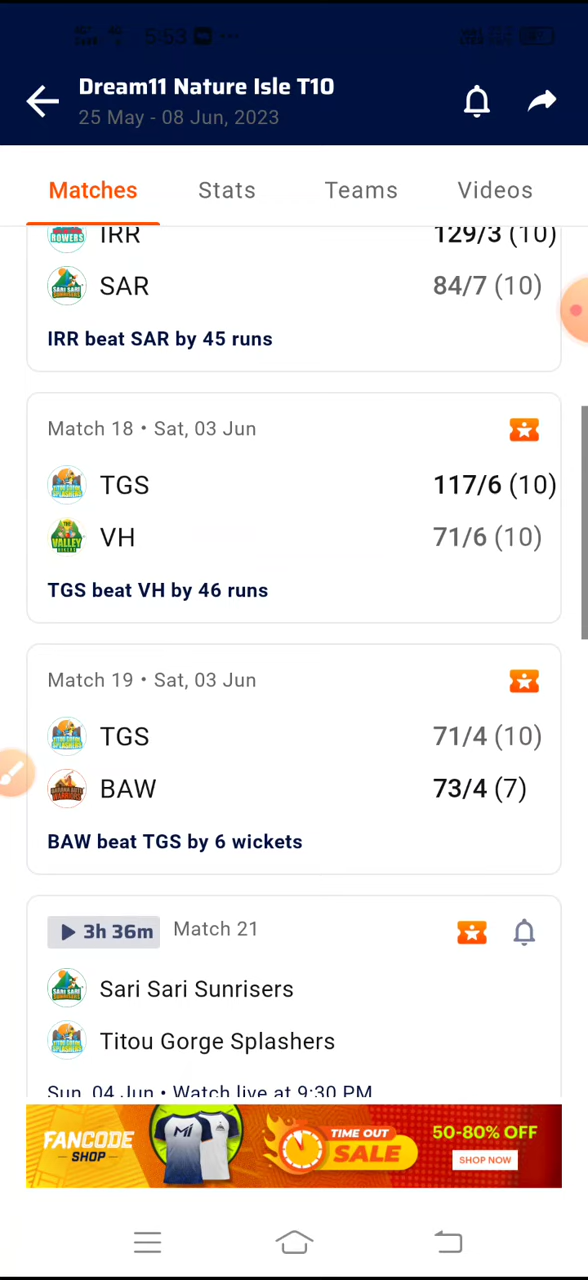 5:53
Dream11 Nature Isle T10
25 May - 08 Jun, 2023
Matches Stats Teams Videos
IRR 129/3 (10)
SAR 84/7 (10)
IRR beat SAR by 45 runs
Match 18 • Sat, 03 Jun
TGS 117/6 (10)
VH 71/6 (10)
TGS beat VH by 46 runs
Match 19 • Sat, 03 Jun
TGS 71/4 (10)
BAW 73/4 (7)
BAW beat TGS by 6 wickets
3h 36m Match 21
Sari Sari Sunrisers
Titou Gorge Splashers
Sun, 04 Jun • Watch live at 9:30 PM
FANCODE
SHOP
MI
TIME OUT
SALE
50-80% OFF
SHOP NOW